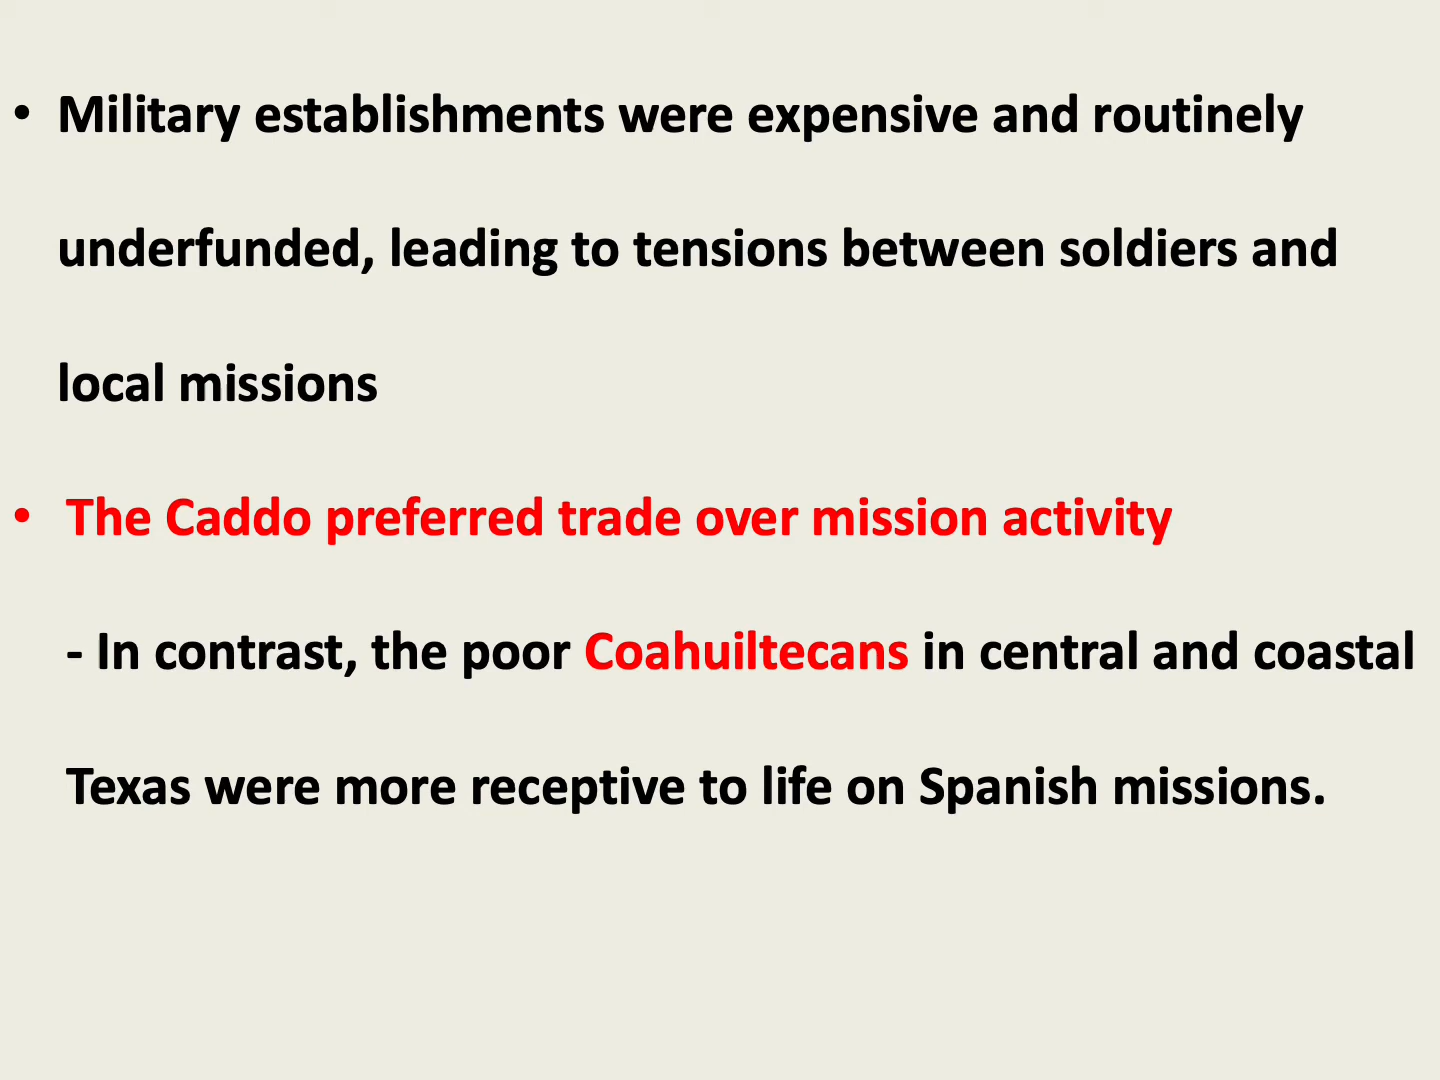 • Military establishments were expensive and routinely
underfunded, leading to tensions between soldiers and
local missions
• The Caddo preferred trade over mission activity
- In contrast, the poor Coahuiltecans in central and coastal
Texas were more receptive to life on Spanish missions.